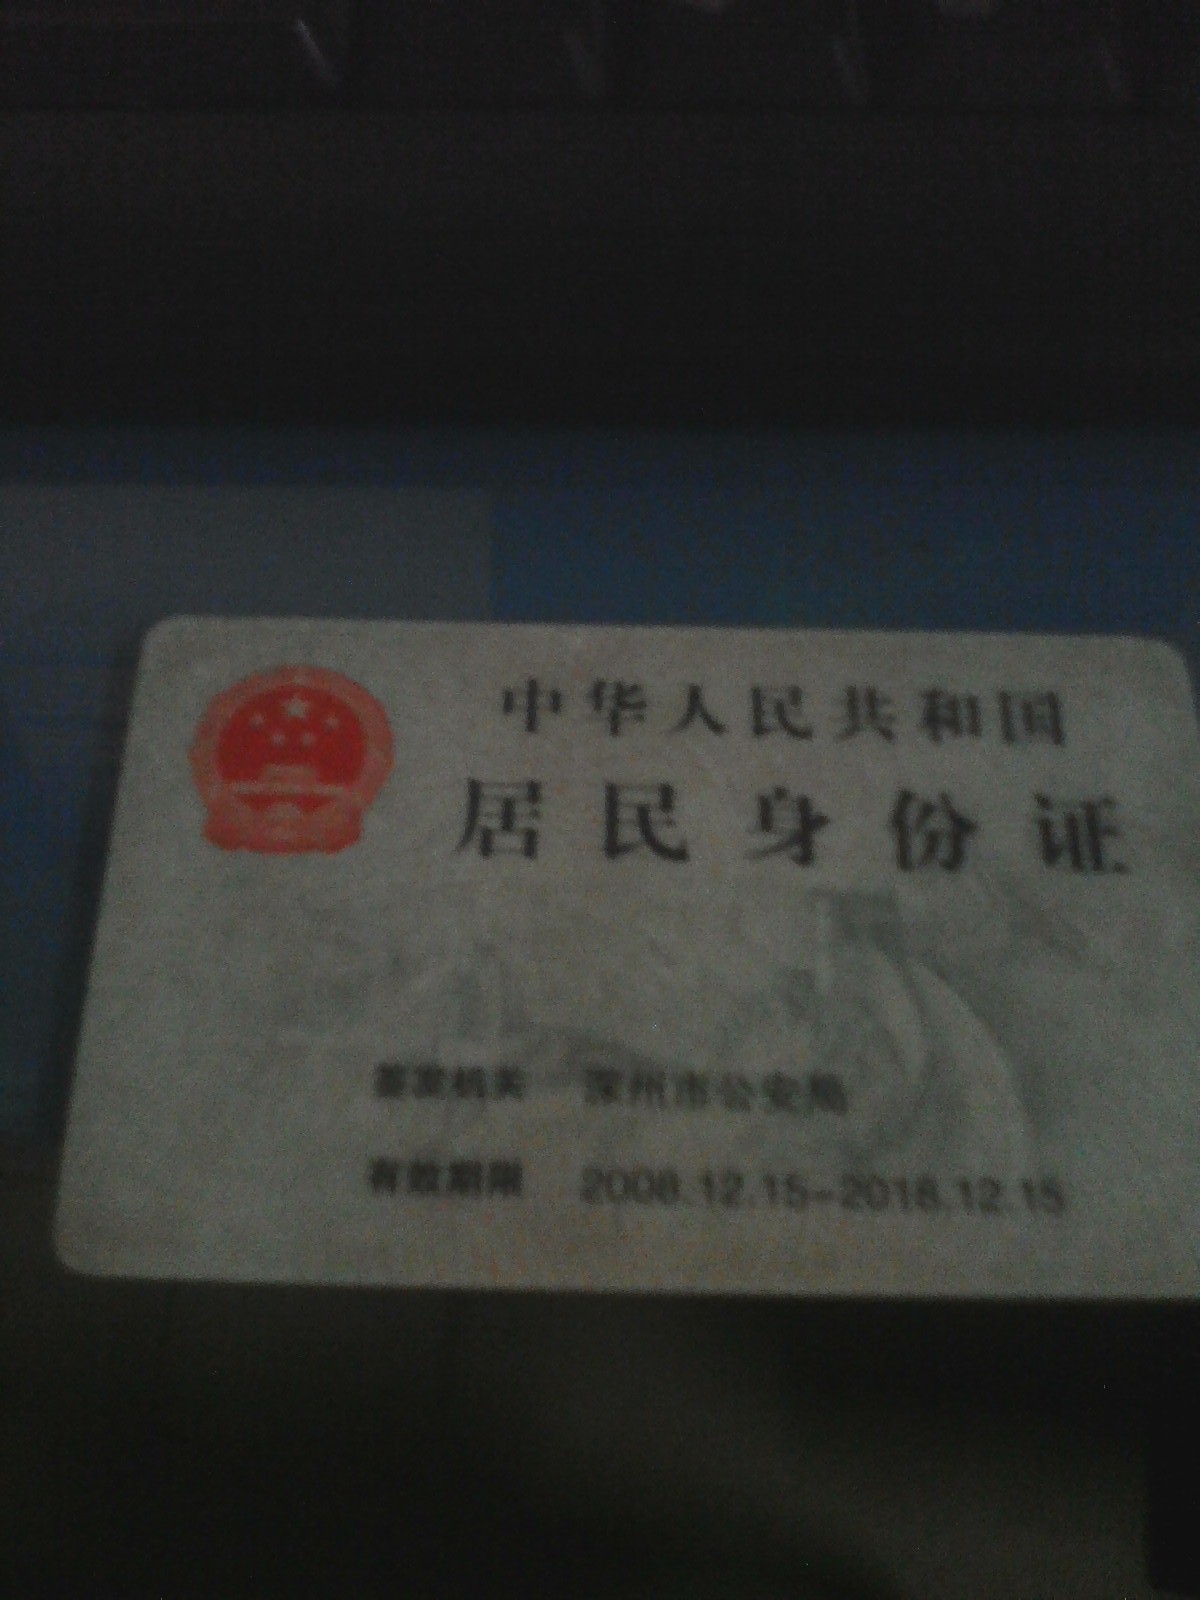 中华人民共和国
居民身份证
签发机关 深州市公安局
有效期限 2008.12.15-2018.12.15